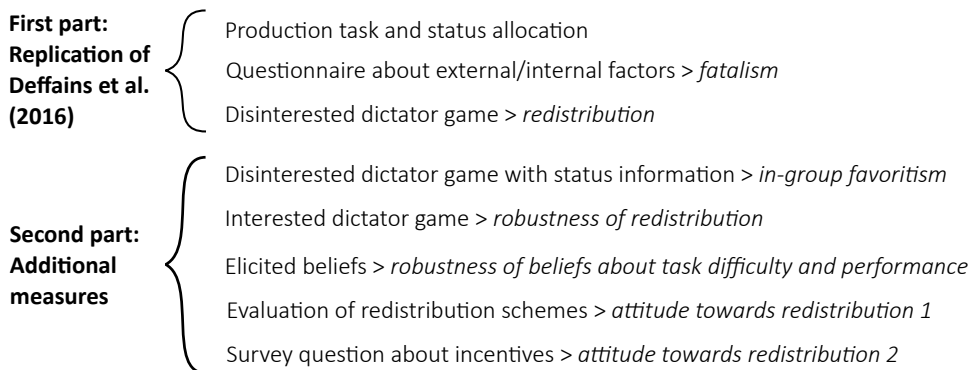 First part:
Replication of
Deffains et al.
(2016)
Production task and status allocation
Questionnaire about external/internal factors > fatalism
Disinterested dictator game > redistribution
Second part:
Additional
measures
Disinterested dictator game with status information > in-group favoritism
Interested dictator game > robustness of redistribution
Elicited beliefs > robustness of beliefs about task difficulty and performance
Evaluation of redistribution schemes > attitude towards redistribution 1
Survey question about incentives > attitude towards redistribution 2